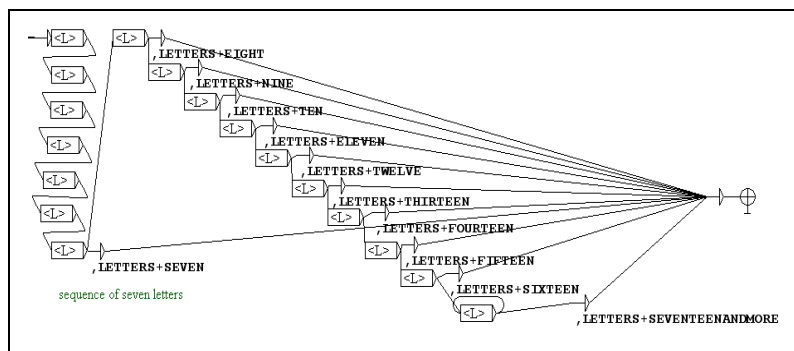 <L>
<L>
<L>
<L>
<L>
<L>
<L>
,LETTERS+SEVEN
sequence of seven letters
<L>
,LETTERS+EIGHT
<L>
,LETTERS+NINE
<L>
,LETTERS+TEN
<L>
,LETTERS+ELEVEN
<L>
,LETTERS+TWELVE
<L>
,LETTERS+THIRTEEN
<L>
,LETTERS+FOURTEEN
<L>
,LETTERS+FIFTEEN
<L>
,LETTERS+SIXTEEN
<L>
,LETTERS+SEVENTEENANDMORE